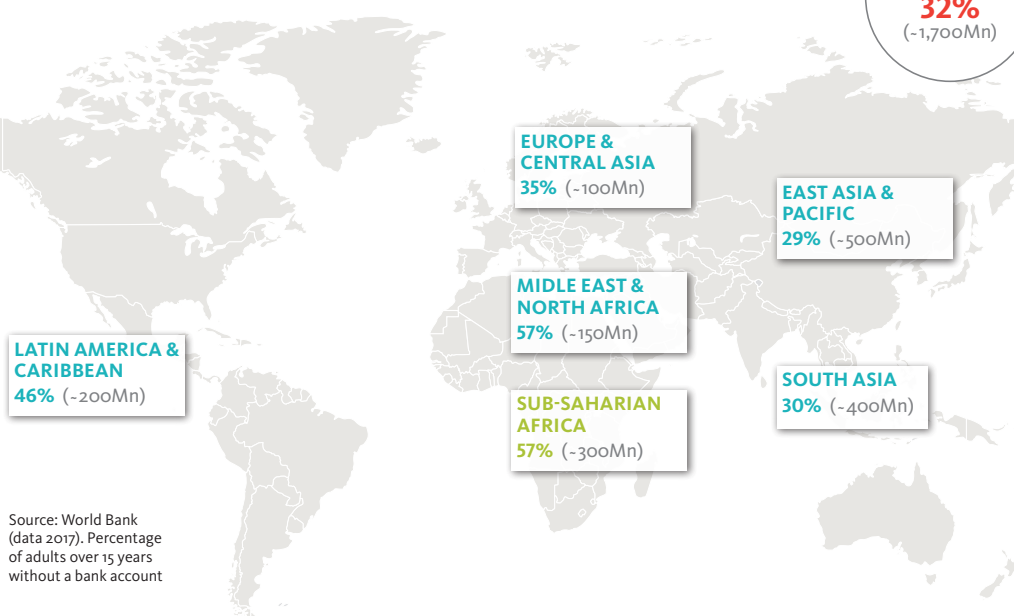 32%
(~1,700Mn)
EUROPE &
CENTRAL ASIA
35% (~100Mn)
EAST ASIA &
PACIFIC
29% (~500Mn)
MIDLE EAST &
NORTH AFRICA
57% (~150Mn)
LATIN AMERICA &
CARIBBEAN
46% (~200Mn)
SOUTH ASIA
30% (~400Mn)
SUB-SAHARIAN
AFRICA
57% (~300Mn)
Source: World Bank
(data 2017). Percentage
of adults over 15 years
without a bank account